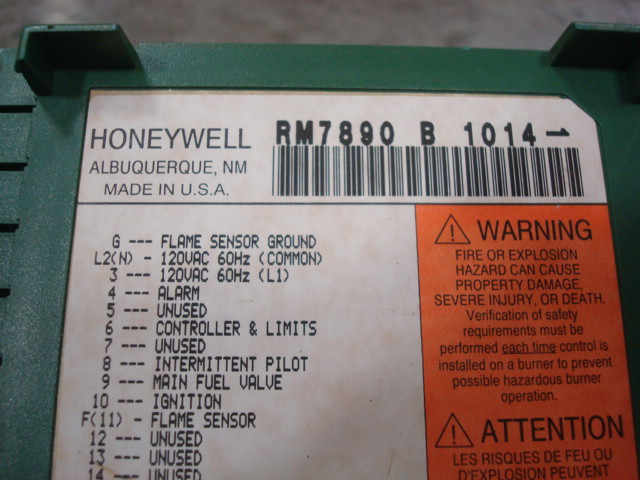 HONEYWELL
ALBUQUERQUE, NM
MADE IN U.S.A.
RM7890 B 1014-
G --- FLAME SENSOR GROUND
L2(N) - 120VAC 60Hz (COMMON)
3 --- 120VAC 60Hz (L1)
4 --- ALARM
5 --- UNUSED
6 --- CONTROLLER & LIMITS
7 --- UNUSED
8 --- INTERMITTENT PILOT
9 --- MAIN FUEL VALVE
10 --- IGNITION
F(11) - FLAME SENSOR
12 --- UNUSED
13 --- UNUSED
14 --- UNUSED
⚠ WARNING
FIRE OR EXPLOSION
HAZARD CAN CAUSE
PROPERTY DAMAGE,
SEVERE INJURY, OR DEATH.
Verification of safety
requirements must be
performed each time control is
installed on a burner to prevent
possible hazardous burner
operation.
⚠ ATTENTION
LES RISQUES DE FEU OU
D'EXPLOSION PEUVENT